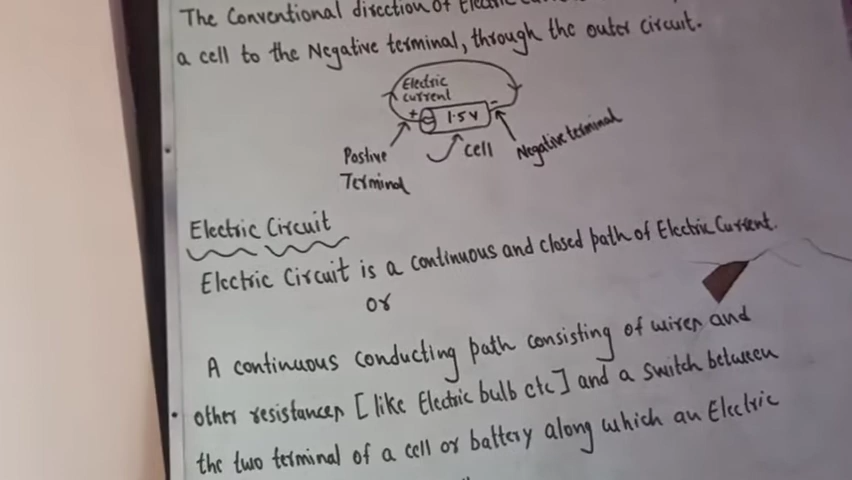 The Conventional direction of Electric
a cell to the Negative terminal, through the outer circuit.
Electric
current
+
-
1.5V
Postive
Terminal
cell
Negative terminal
Electric Circuit
Electric Circuit is a continuous and closed path of Electric Current.
or
A continuous conducting path consisting of wires and
other resistances [like Electric bulb etc] and a switch between
the two terminal of a cell or battery along which an Electric